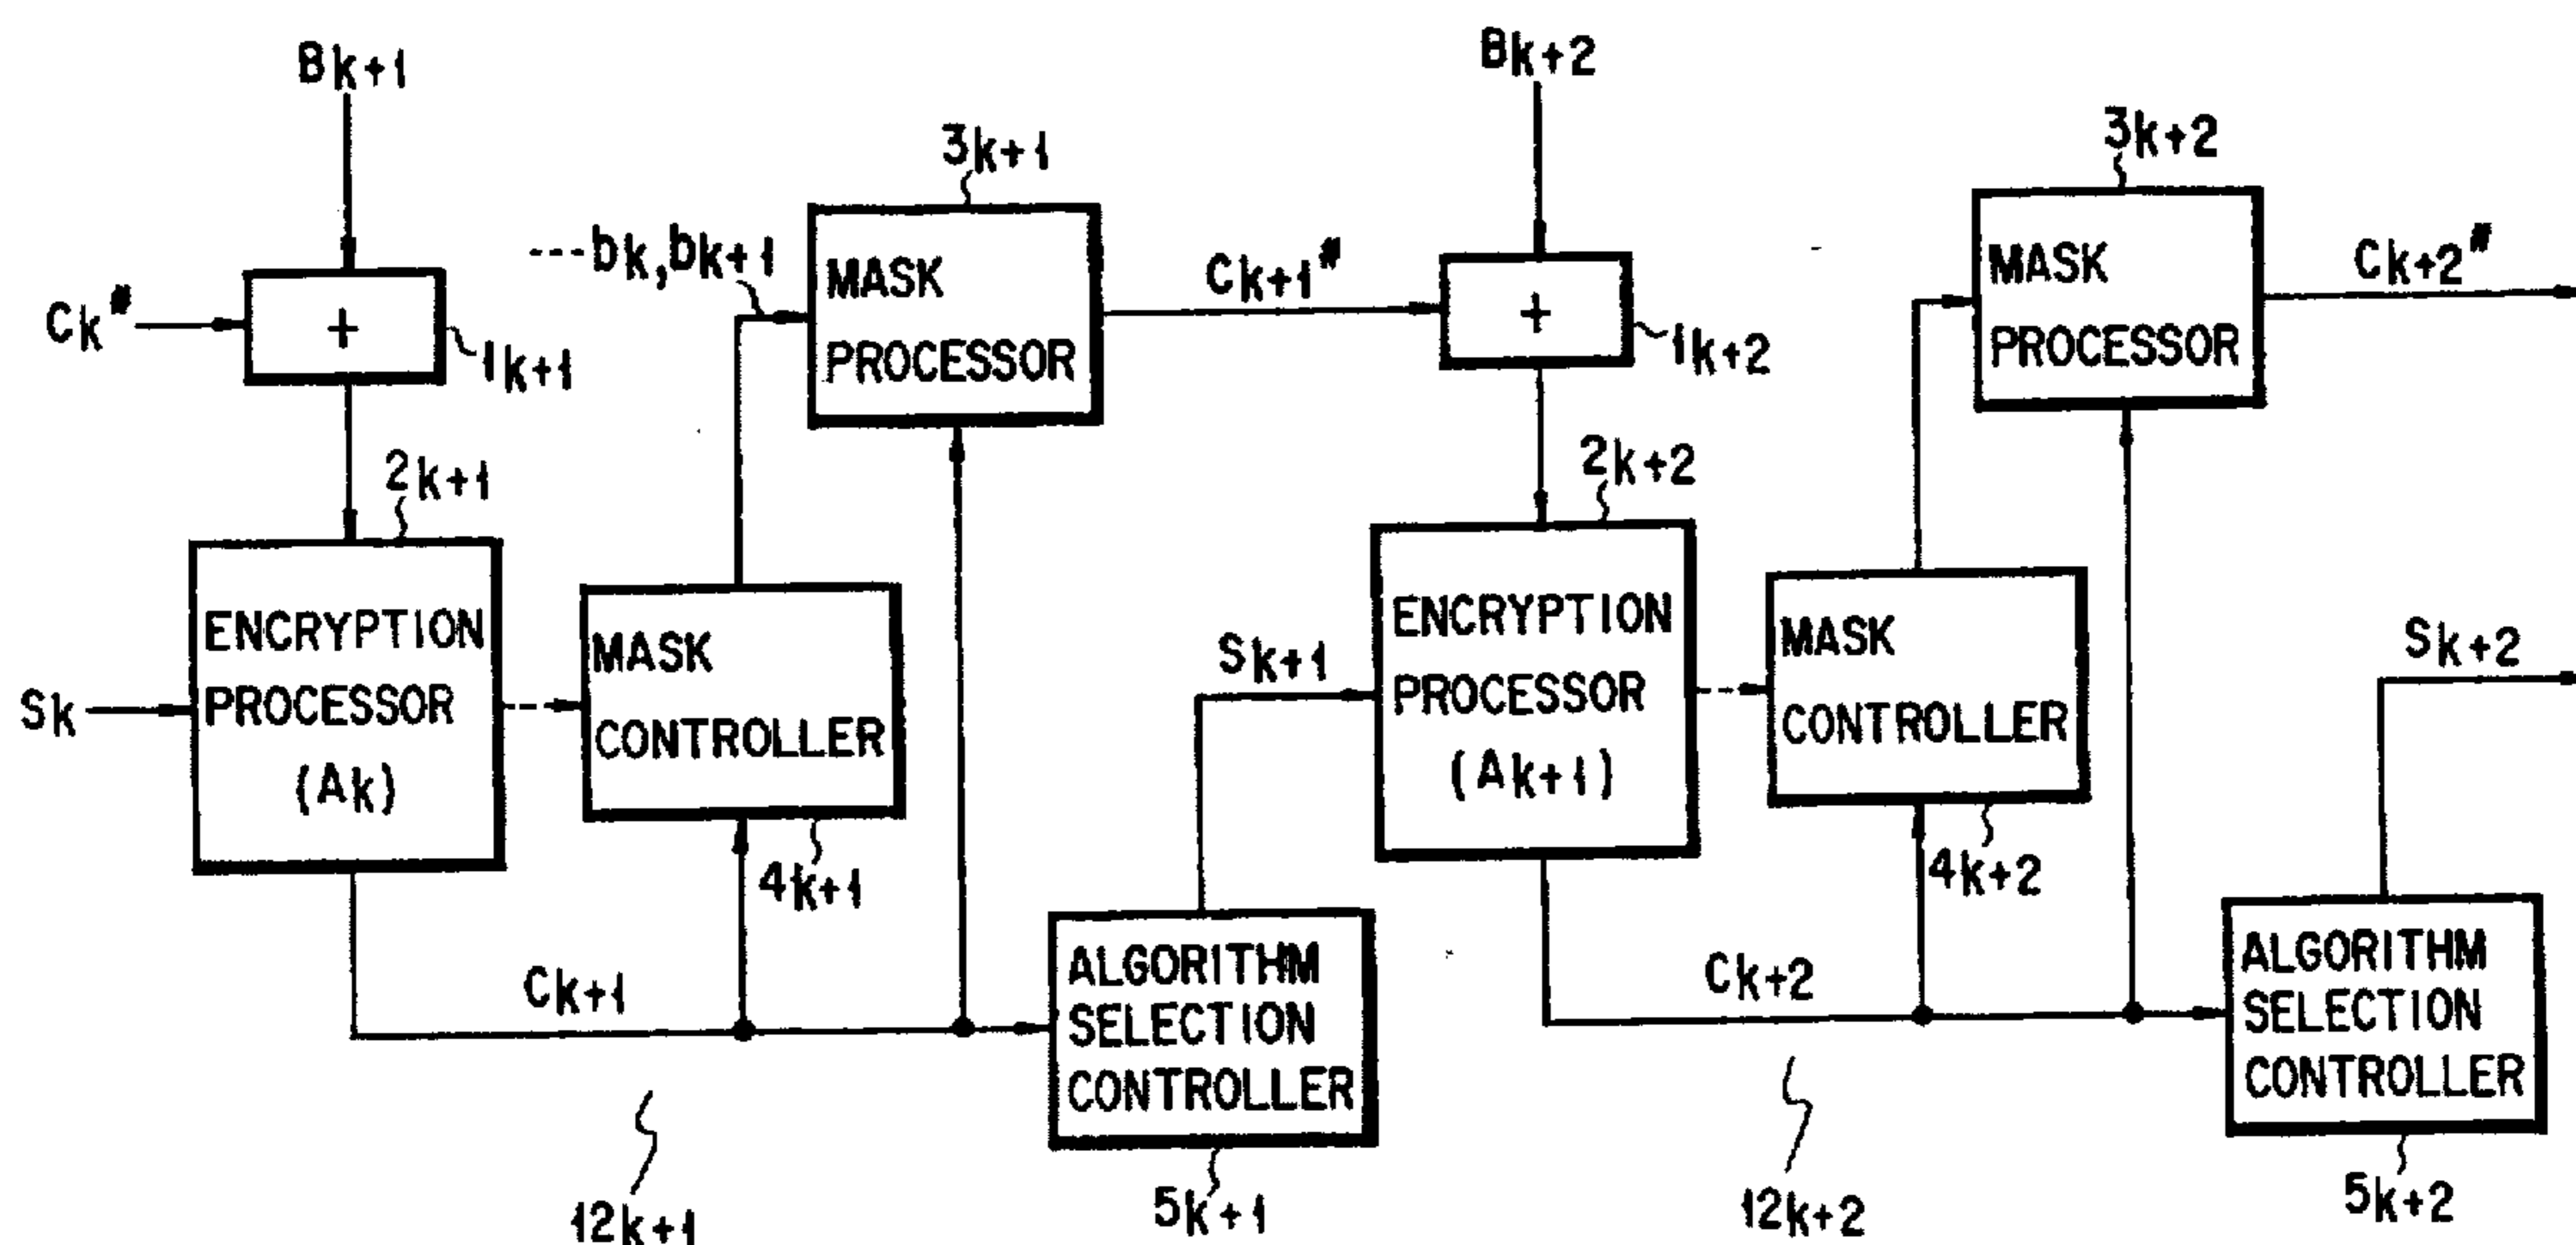 Bk+1
Bk+2
3k+1
3k+2
---bk,bk+1
MASK
PROCESSOR
Ck+1#
MASK
PROCESSOR
Ck+2#
Ck#
+
1k+1
+
1k+2
2k+1
2k+2
Sk
ENCRYPTION
PROCESSOR
(Ak)
MASK
CONTROLLER
4k+1
Sk+1
ENCRYPTION
PROCESSOR
(Ak+1)
MASK
CONTROLLER
4k+2
Sk+2
Ck+1
ALGORITHM
SELECTION
CONTROLLER
Ck+2
ALGORITHM
SELECTION
CONTROLLER
12k+1
5k+1
12k+2
5k+2